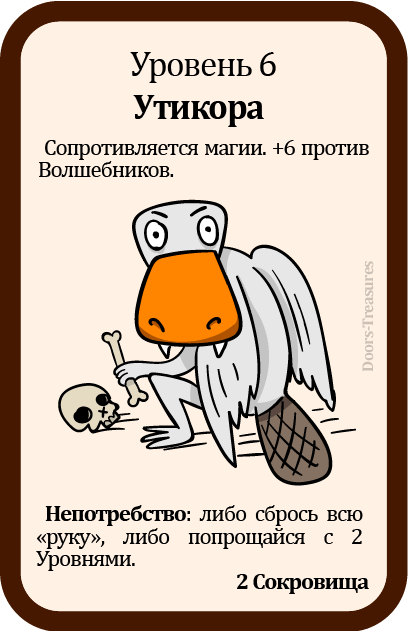 Уровень 6
Утикора
Сопротивляется магии. +6 против
Волшебников.
Doors-Treasures
Непотребство: либо сбрось всю
«руку», либо попрощайся с 2
Уровнями.
2 Сокровища